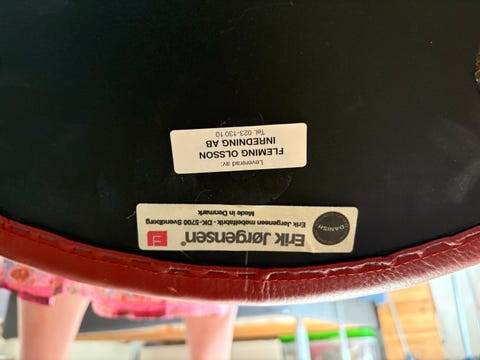 Erik Jørgensen®
Erik Jørgensen møbelfabrik - DK-5700 Svendborg
Made in Denmark
DANISH
Leverad av:
FLEMING OLSSON
INREDNING AB
Tel. 023-130 10